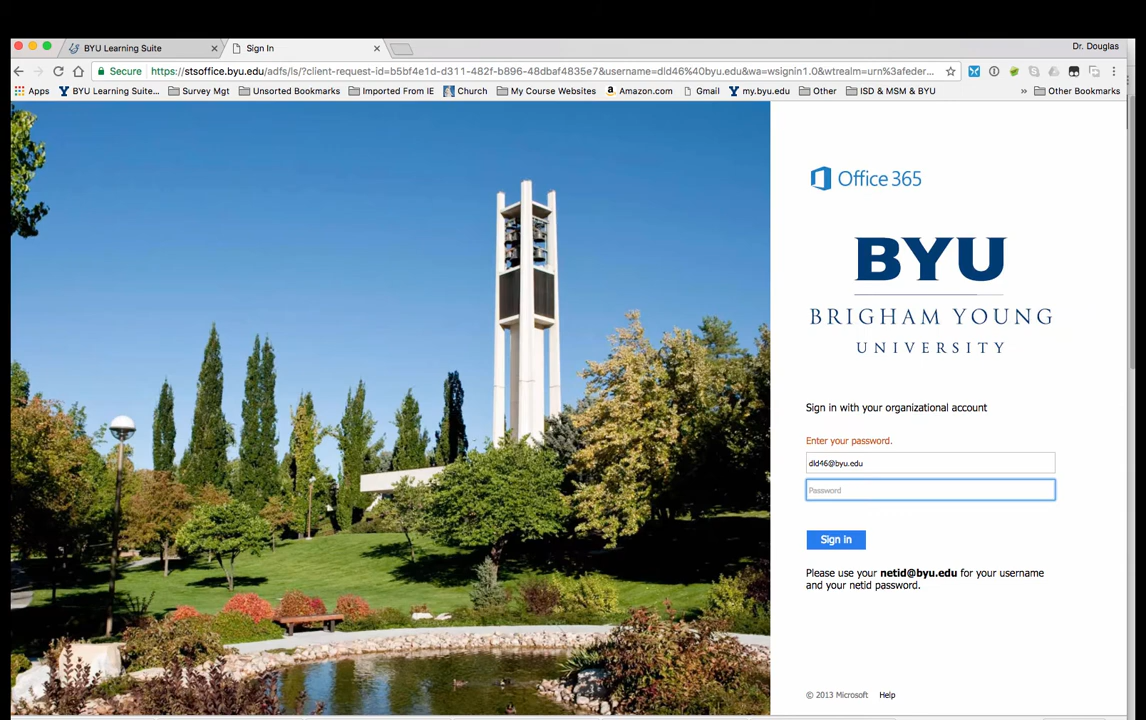 BYU Learning Suite
Sign In
Dr. Douglas
Secure https://stsoffice.byu.edu/adfs/ls/?client-request-id=b5bf4e1d-d311-482f-b896-48dbaf4835e7&username=dld46%40byu.edu&wa=wsignin1.0&wtrealm=urn%3afeder...
Apps BYU Learning Suite... Survey Mgt Unsorted Bookmarks Imported From IE Church My Course Websites Amazon.com Gmail my.byu.edu Other ISD & MSM & BYU » Other Bookmarks
Office 365
BYU
BRIGHAM YOUNG
UNIVERSITY
Sign in with your organizational account
Enter your password.
dld46@byu.edu
Password
Sign in
Please use your netid@byu.edu for your username
and your netid password.
© 2013 Microsoft Help